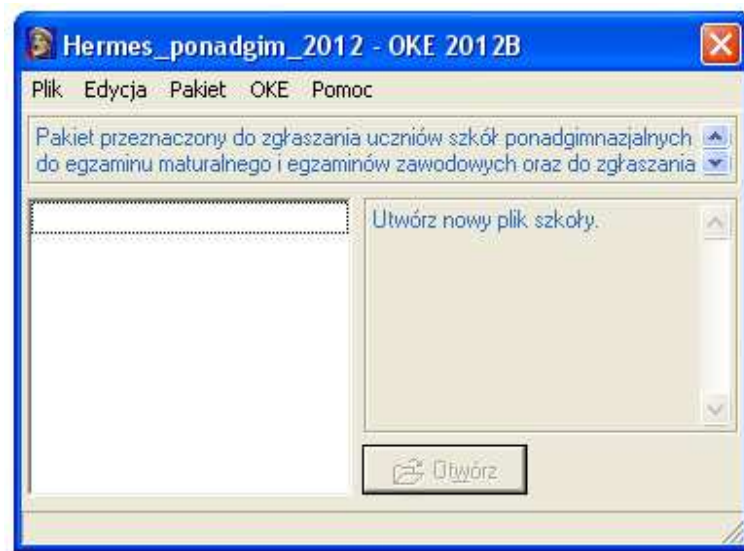 Hermes_ponadgim_2012 - OKE 2012B
Plik Edycja Pakiet OKE Pomoc
Pakiet przeznaczony do zgłaszania uczniów szkół ponadgimnazjalnych
do egzaminu maturalnego i egzaminów zawodowych oraz do zgłaszania
Utwórz nowy plik szkoły.
Otwórz